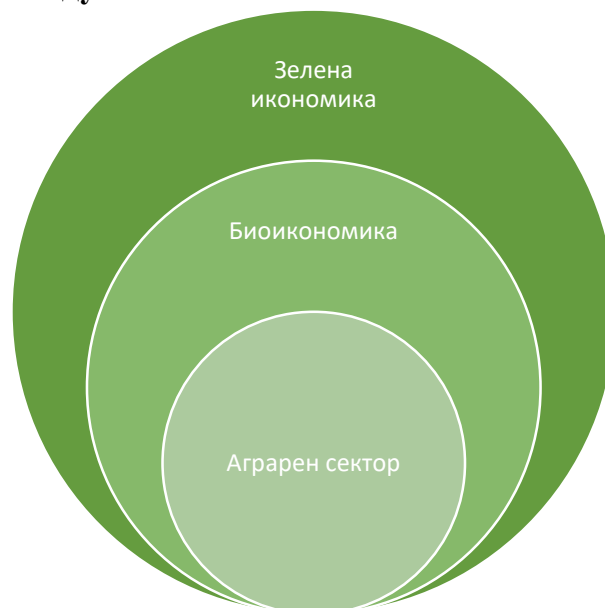 Зелена
икономика
Биоикономика
Аграрен сектор